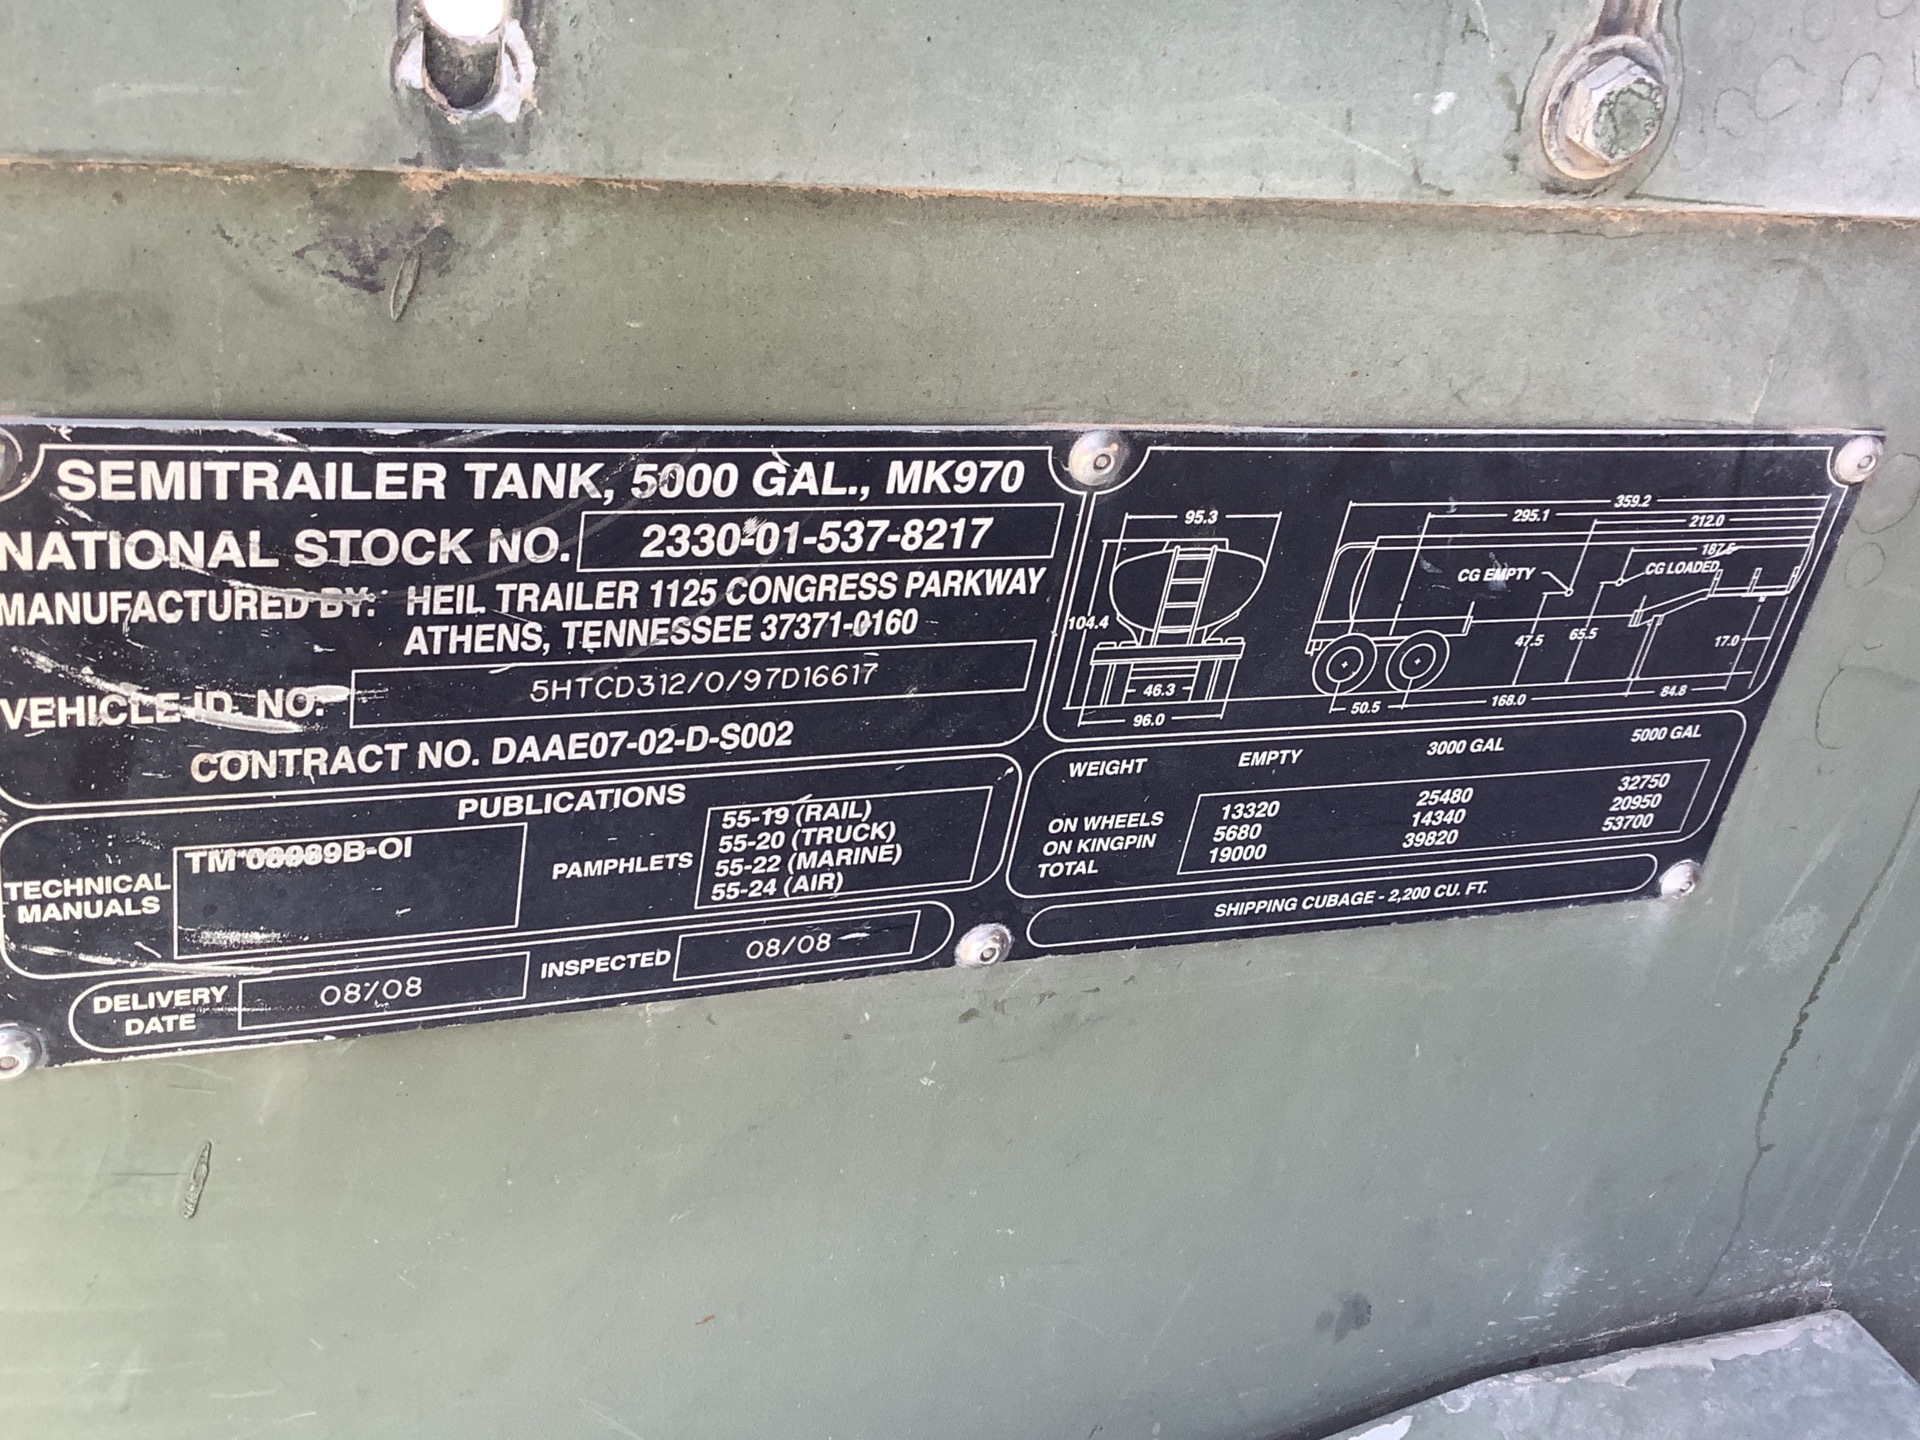 SEMITRAILER TANK, 5000 GAL., MK970
NATIONAL STOCK NO. 2330-01-537-8217
MANUFACTURED BY: HEIL TRAILER 1125 CONGRESS PARKWAY
ATHENS, TENNESSEE 37371-0160
VEHICLE ID. NO. 5HTCD312/0/97D16617
CONTRACT NO. DAAE07-02-D-S002
PUBLICATIONS
TECHNICAL
MANUALS
PAMPHLETS
55-19 (RAIL)
55-20 (TRUCK)
55-22 (MARINE)
55-24 (AIR)
DELIVERY
DATE
08/08
INSPECTED 08/08
95.3
104.4
46.3
96.0
359.2
295.1
212.0
187.5
CG EMPTY
CG LOADED
47.5
65.5
17.0
50.5
168.0
84.8
WEIGHT EMPTY 3000 GAL 5000 GAL
ON WHEELS 13320 25480 32750
ON KINGPIN 5680 14340 20950
TOTAL 19000 39820 53700
SHIPPING CUBAGE - 2,200 CU. FT.